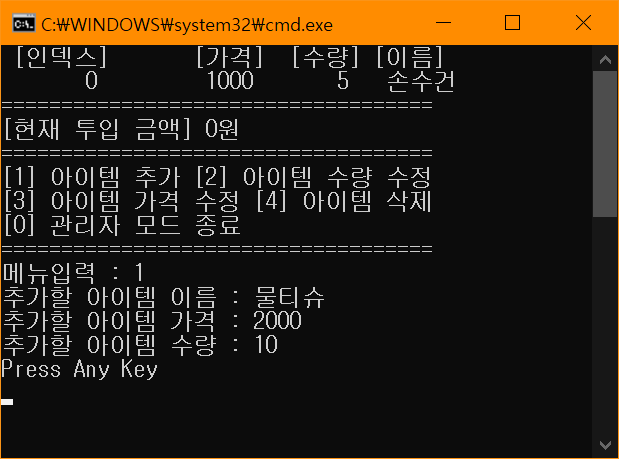 C:\WINDOWS\system32\cmd.exe
[인덱스] [가격] [수량] [이름]
0 1000 5 손수건
====================================
[현재 투입 금액] 0원
====================================
[1] 아이템 추가 [2] 아이템 수량 수정
[3] 아이템 가격 수정 [4] 아이템 삭제
[0] 관리자 모드 종료
====================================
메뉴입력 : 1
추가할 아이템 이름 : 물티슈
추가할 아이템 가격 : 2000
추가할 아이템 수량 : 10
Press Any Key